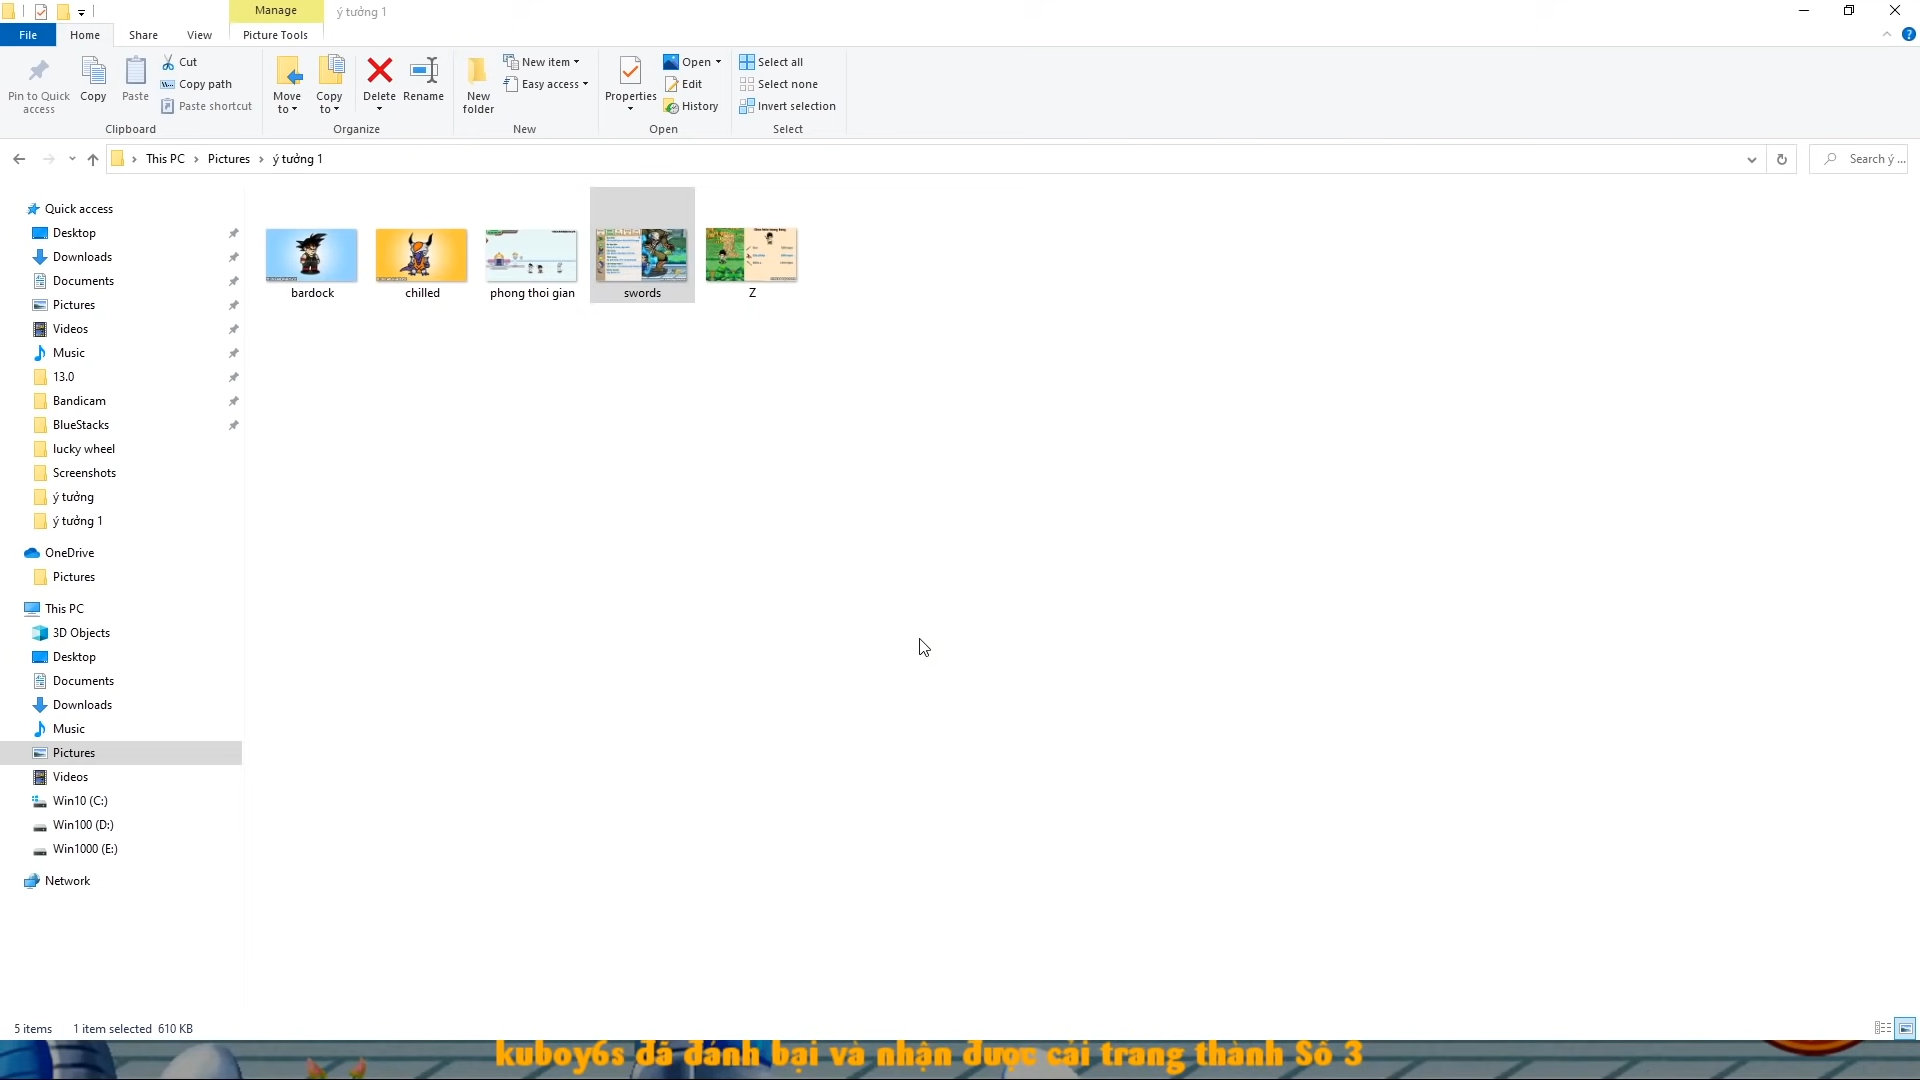 Manage
ý tưởng 1
File
Home
Share
View
Picture Tools
Pin to Quick access
Copy
Paste
Cut
Copy path
Paste shortcut
Clipboard
Move to
Copy to
Delete
Rename
Organize
New folder
New item
Easy access
New
Properties
Open
Edit
History
Open
Select all
Select none
Invert selection
Select
This PC
Pictures
ý tưởng 1
Search ý ...
Quick access
Desktop
Downloads
Documents
Pictures
Videos
Music
13.0
Bandicam
BlueStacks
lucky wheel
Screenshots
ý tưởng
ý tưởng 1
OneDrive
Pictures
This PC
3D Objects
Desktop
Documents
Downloads
Music
Pictures
Videos
Win10 (C:)
Win100 (D:)
Win1000 (E:)
Network
bardock
chilled
phong thoi gian
swords
Z
5 items
1 item selected 610 KB
kuboy6s đã đánh bại và nhận được cải trang thành Số 3